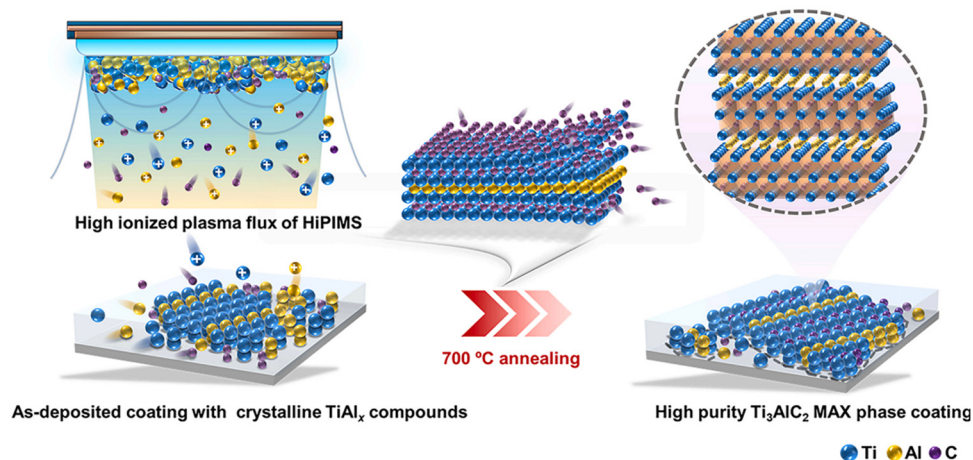 High ionized plasma flux of HiPIMS
700 ºC annealing
As-deposited coating with crystalline TiAlₓ compounds
High purity Ti₃AlC₂ MAX phase coating
Ti Al C